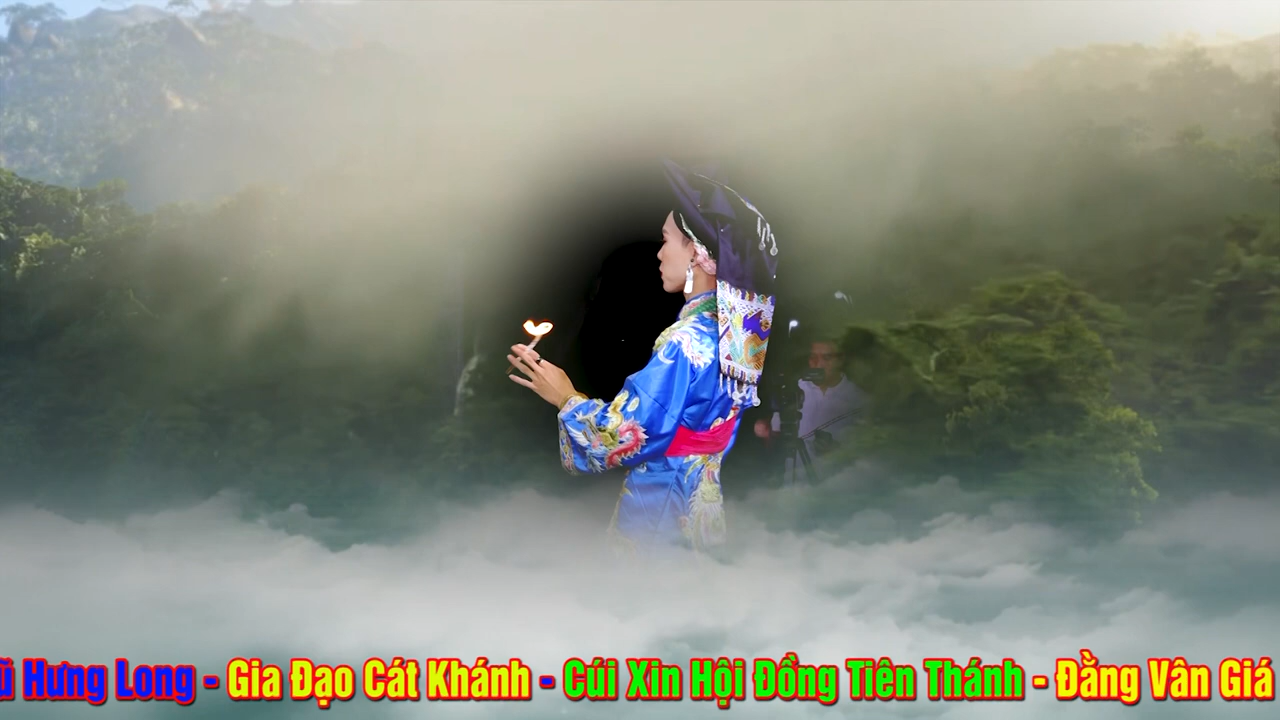 ũ Hưng Long - Gia Đạo Cát Khánh - Cúi Xin Hội Đồng Tiên Thánh - Đằng Vân Giá